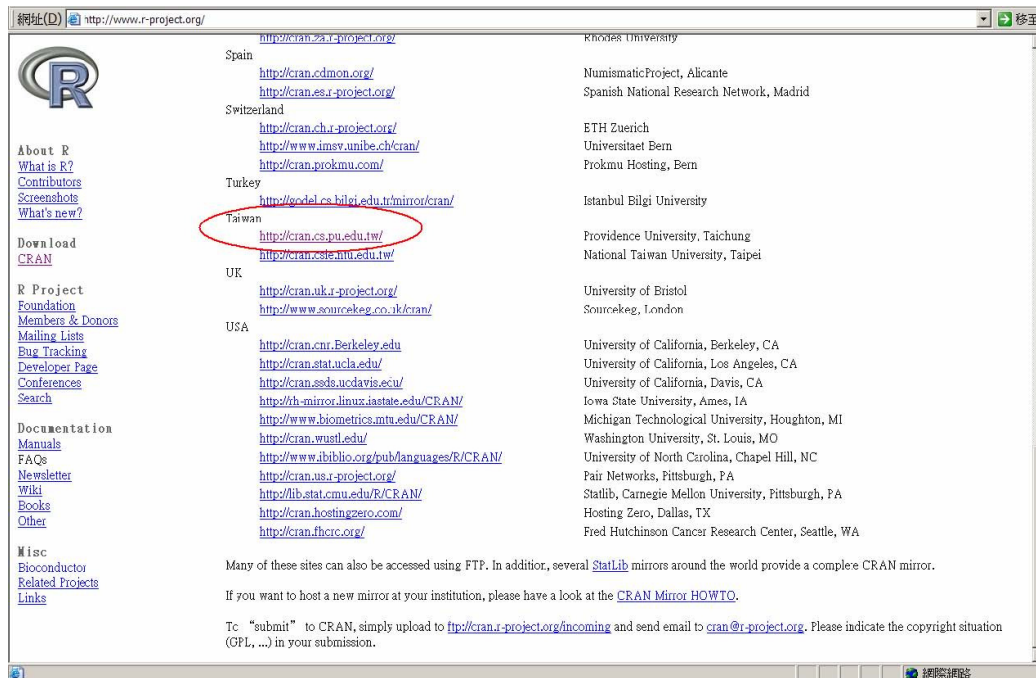 網址(D) http://www.r-project.org/ 移至
R
About R
What is R?
Contributors
Screenshots
What's new?
Download
CRAN
R Project
Foundation
Members & Donors
Mailing Lists
Bug Tracking
Developer Page
Conferences
Search
Documentation
Manuals
FAQs
Newsletter
Wiki
Books
Other
Misc
Bioconductor
Related Projects
Links
http://cran.za.r-project.org/ Rhodes University
Spain
http://cran.cdmon.org/ NumismaticProject, Alicante
http://cran.es.r-project.org/ Spanish National Research Network, Madrid
Switzerland
http://cran.ch.r-project.org/ ETH Zuerich
http://www.imsv.unibe.ch/cran/ Universitaet Bern
http://cran.prokmu.com/ Prokmu Hosting, Bern
Turkey
http://godel.cs.bilgi.edu.tr/mirror/cran/ Istanbul Bilgi University
Taiwan
http://cran.cs.pu.edu.tw/ Providence University, Taichung
http://cran.csie.ntu.edu.tw/ National Taiwan University, Taipei
UK
http://cran.uk.r-project.org/ University of Bristol
http://www.sourcekeg.co.uk/cran/ Sourcekeg, London
USA
http://cran.cnr.Berkeley.edu University of California, Berkeley, CA
http://cran.stat.ucla.edu/ University of California, Los Angeles, CA
http://cran.ssds.ucdavis.edu/ University of California, Davis, CA
http://rh-mirror.linux.iastate.edu/CRAN/ Iowa State University, Ames, IA
http://www.biometrics.mtu.edu/CRAN/ Michigan Technological University, Houghton, MI
http://cran.wustl.edu/ Washington University, St. Louis, MO
http://www.ibiblio.org/pub/languages/R/CRAN/ University of North Carolina, Chapel Hill, NC
http://cran.us.r-project.org/ Pair Networks, Pittsburgh, PA
http://lib.stat.cmu.edu/R/CRAN/ Statlib, Carnegie Mellon University, Pittsburgh, PA
http://cran.hostingzero.com/ Hosting Zero, Dallas, TX
http://cran.fhcrc.org/ Fred Hutchinson Cancer Research Center, Seattle, WA
Many of these sites can also be accessed using FTP. In addition, several StatLib mirrors around the world provide a complete CRAN mirror.
If you want to host a new mirror at your institution, please have a look at the CRAN Mirror HOWTO.
To “submit” to CRAN, simply upload to ftp://cran.r-project.org/incoming and send email to cran@r-project.org. Please indicate the copyright situation
(GPL, ...) in your submission.
網際網路